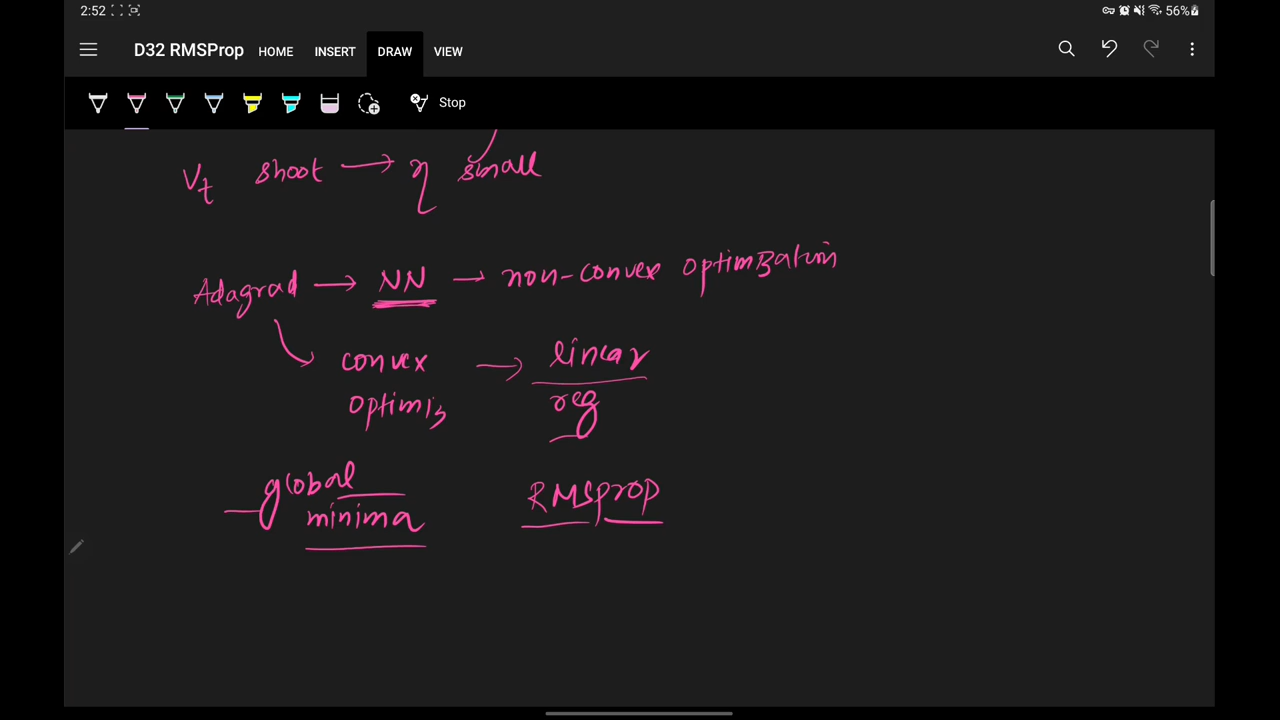 2:52 56%
D32 RMSProp HOME INSERT DRAW VIEW
Stop
Vt shoot → η small
Adagrad → NN → non-convex optimization
convex → linear
optimiz reg
global
minima RMSprop